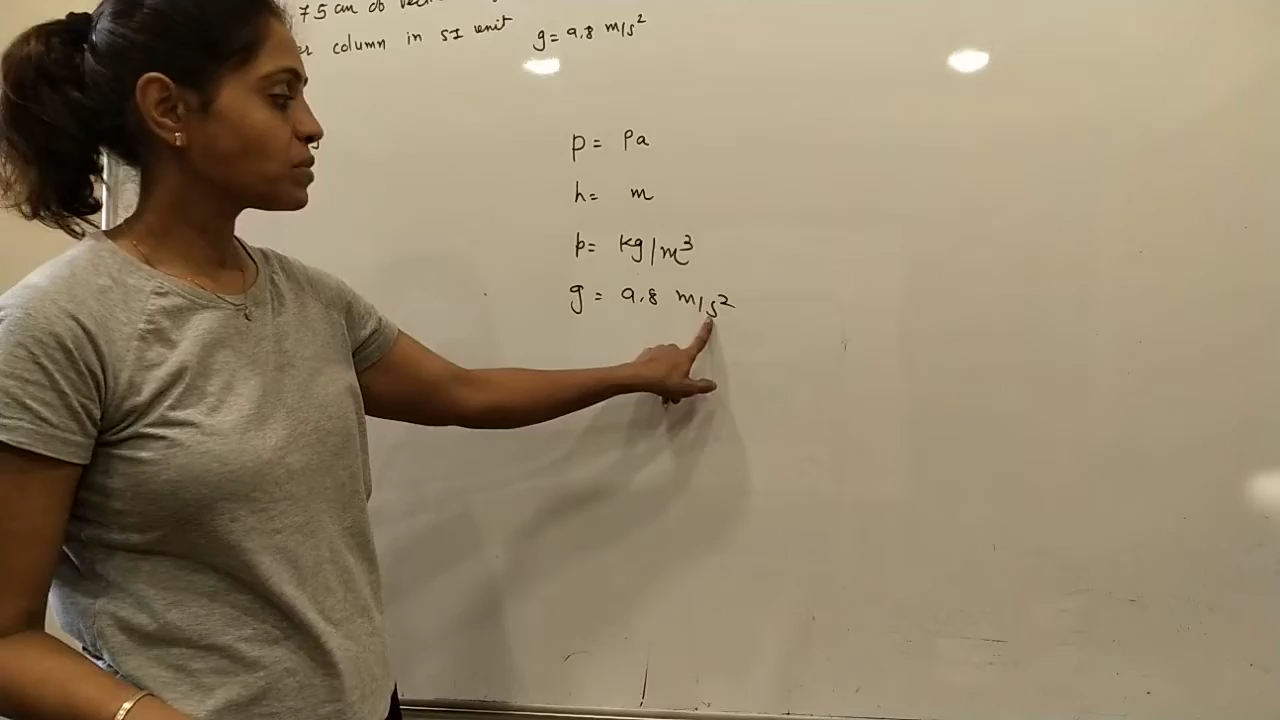 75 cm of
column in SI unit g = 9.8 m/s²
P = Pa
h = m
ρ = kg/m³
g = 9.8 m/s²